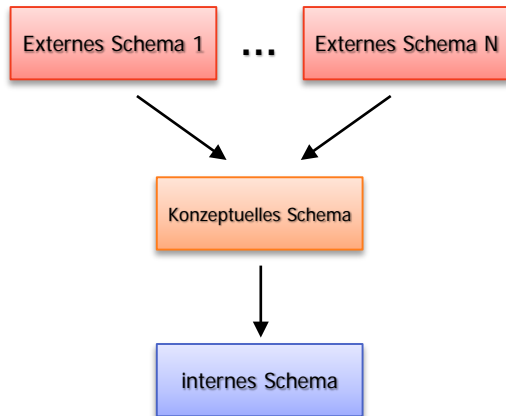 Externes Schema 1 ... Externes Schema N
Konzeptuelles Schema
internes Schema